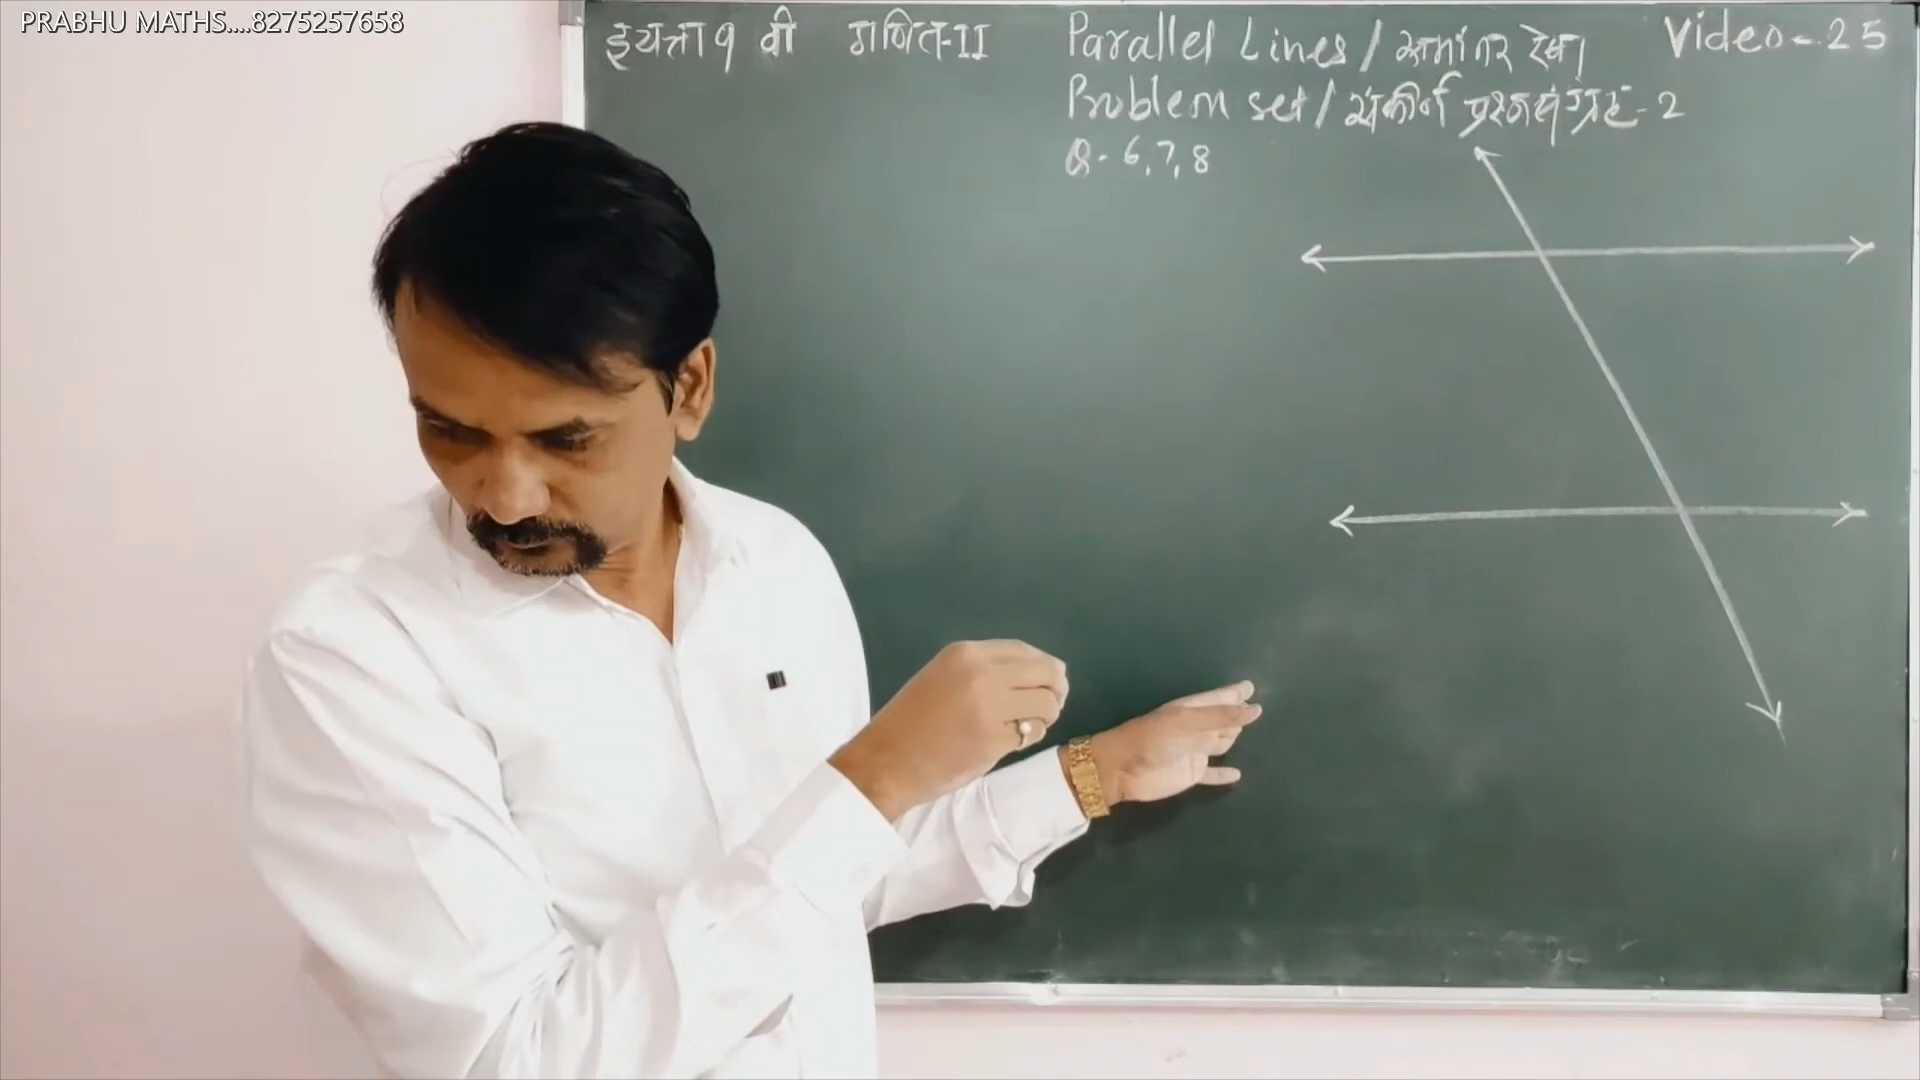 PRABHU MATHS....8275257658
इयत्ता ९ वी गणित-II Parallel Lines / समांतर रेषा Video - 25
Problem set / संकीर्ण प्रश्नसंग्रह - 2
Q. 6, 7, 8